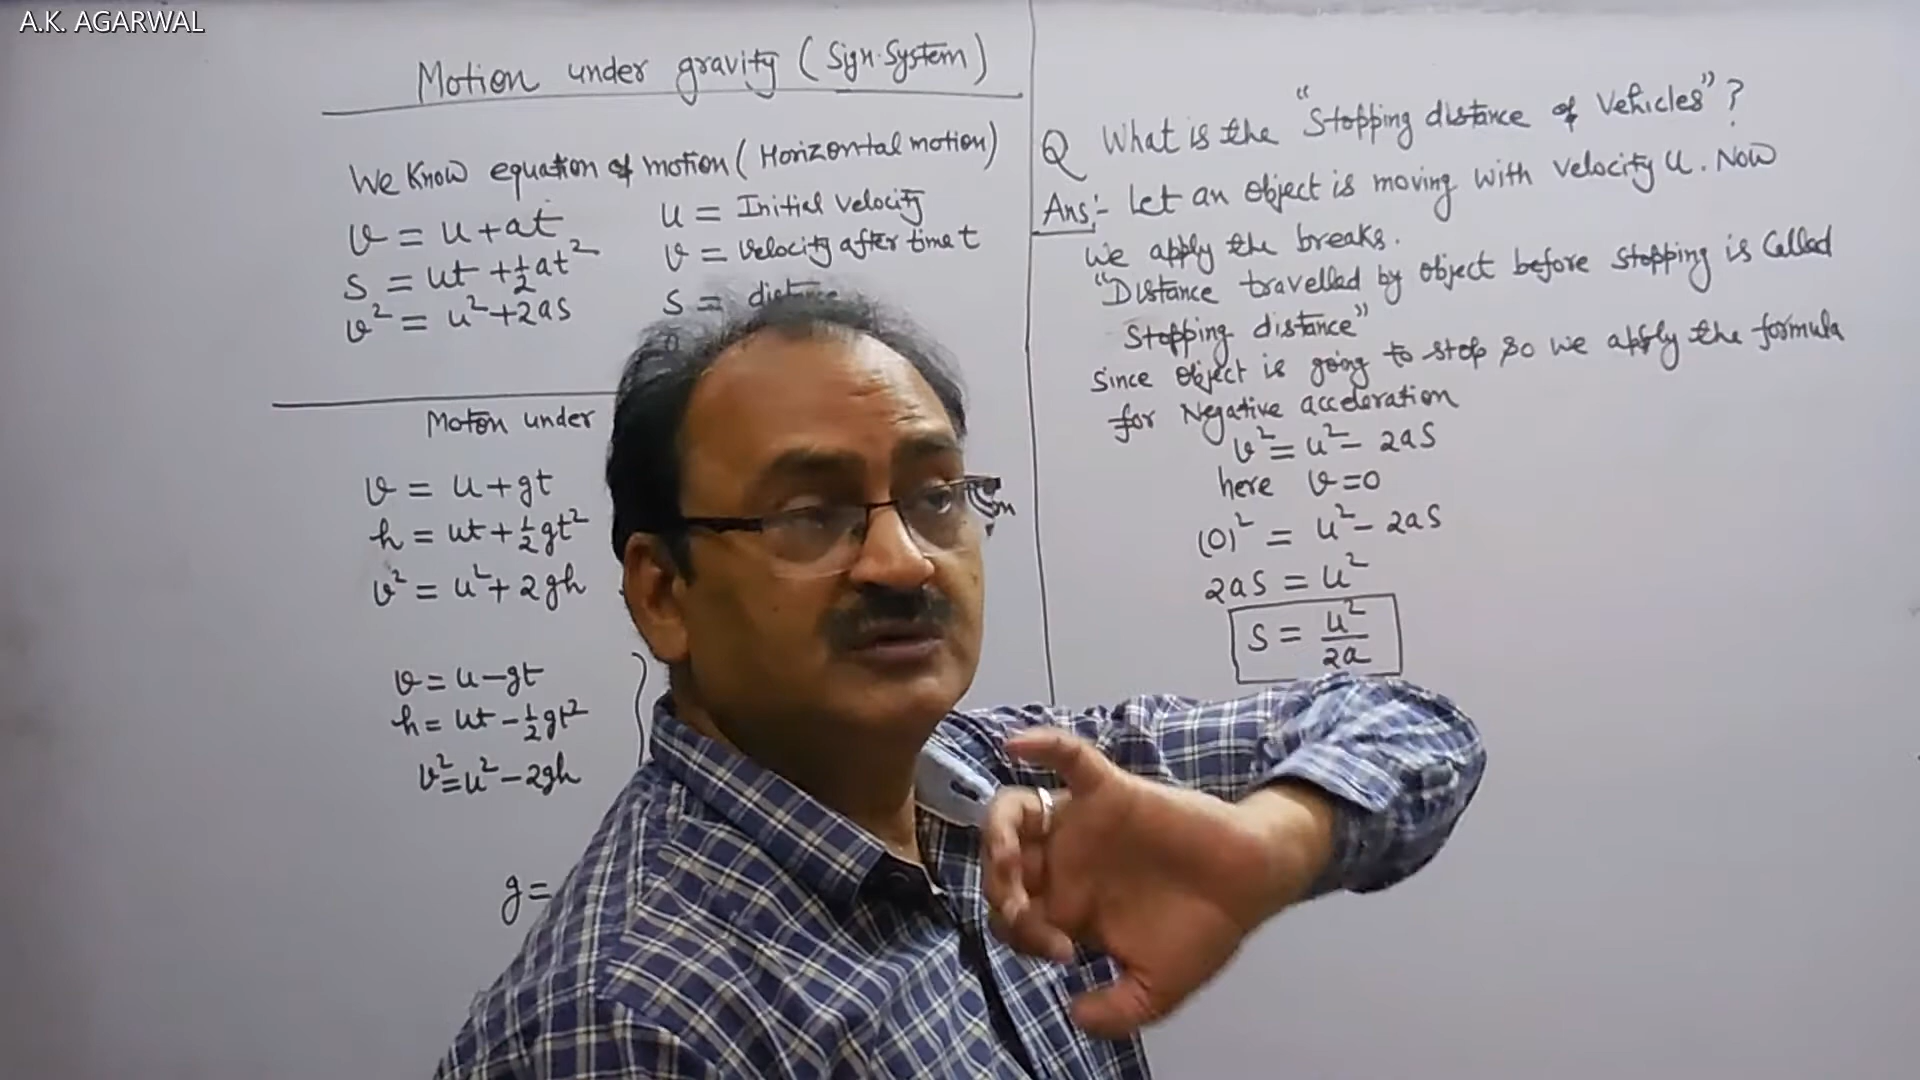 A.K. AGARWAL
Motion under gravity (Sign-System)
We Know equation of motion (Horizontal motion)
v = u + at
s = ut + ½at²
v² = u² + 2as
u = Initial velocity
v = velocity after time t
s = distance
Moton under
v = u + gt
h = ut + ½gt²
v² = u² + 2gh
v = u - gt
h = ut - ½gt²
v² = u² - 2gh
g =
Q What is the "Stopping distance of Vehicles"?
Ans:- Let an object is moving with velocity u. Now
we apply the breaks.
"Distance travelled by object before stopping is Called
Stopping distance"
Since object is going to stop so we apply the formula
for Negative acceleration
v² = u² - 2as
here v = 0
(0)² = u² - 2as
2as = u²
s = u²/2a